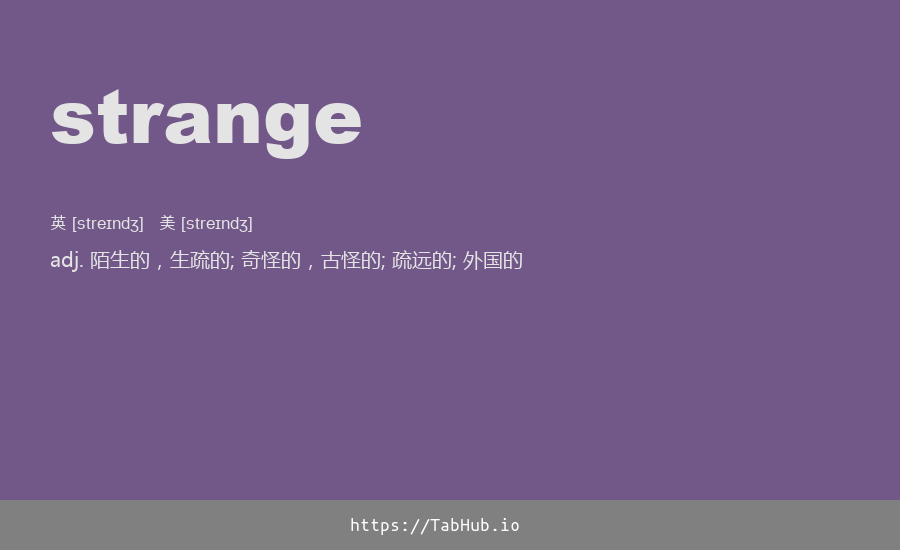 strange
英 [streɪndʒ] 美 [streɪndʒ]
adj. 陌生的，生疏的; 奇怪的，古怪的; 疏远的; 外国的
https://TabHub.io